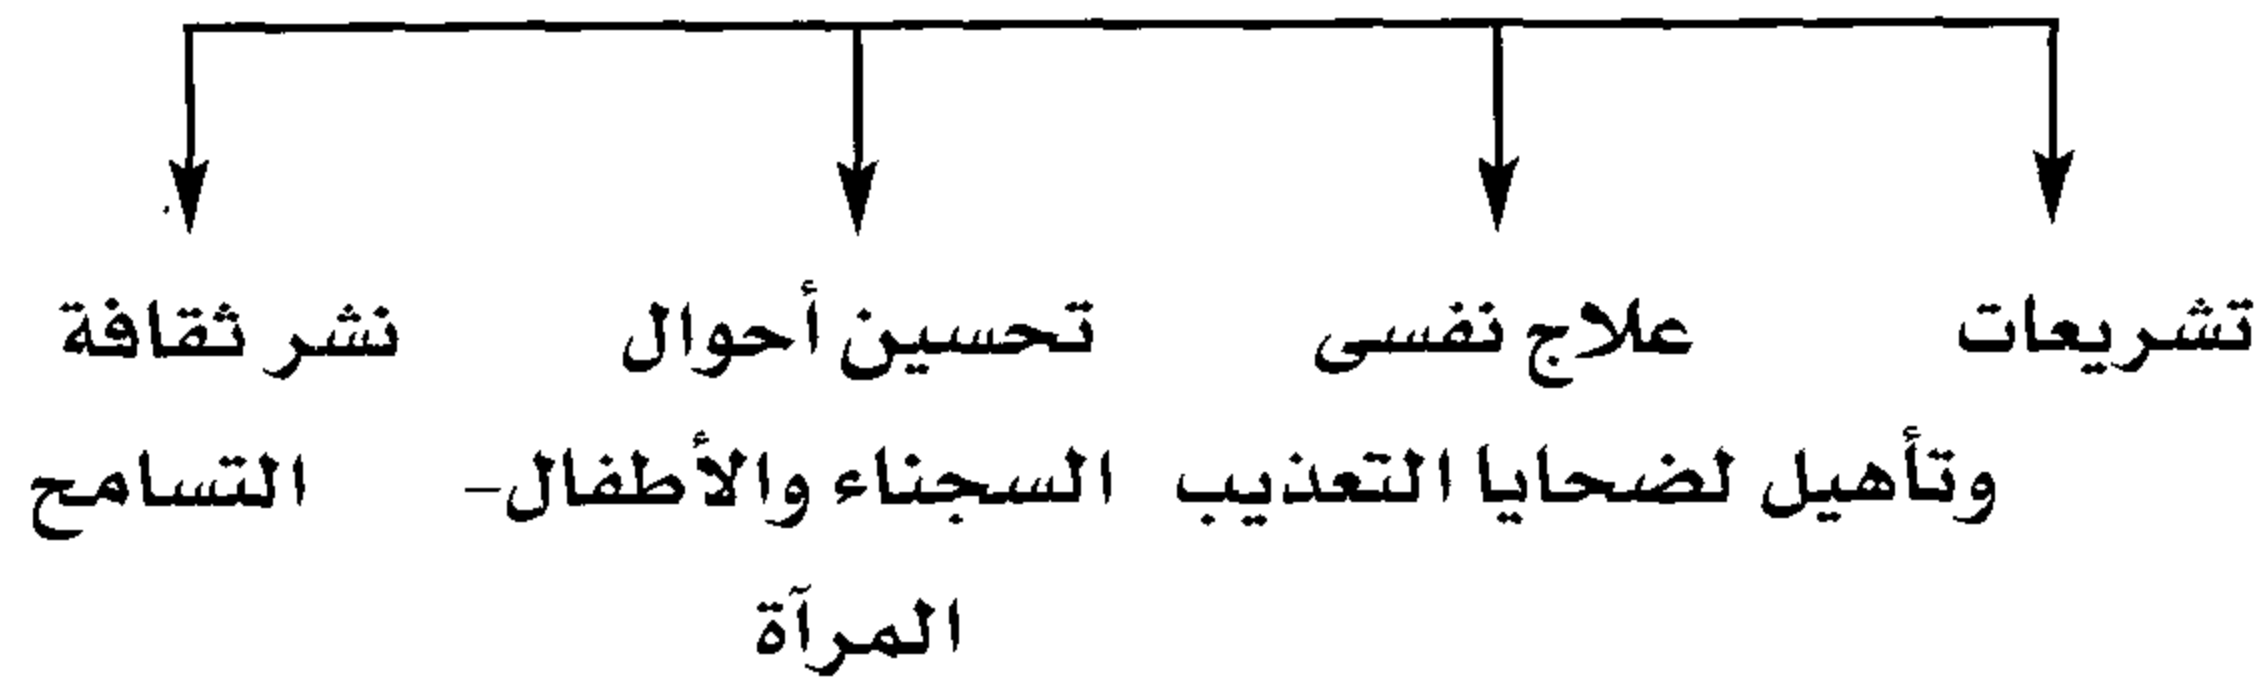 تشريعات علاج نفسى تحسين أحوال نشر ثقافة
وتأهيل لضحايا التعذيب السجناء والأطفال– التسامح
المرآة